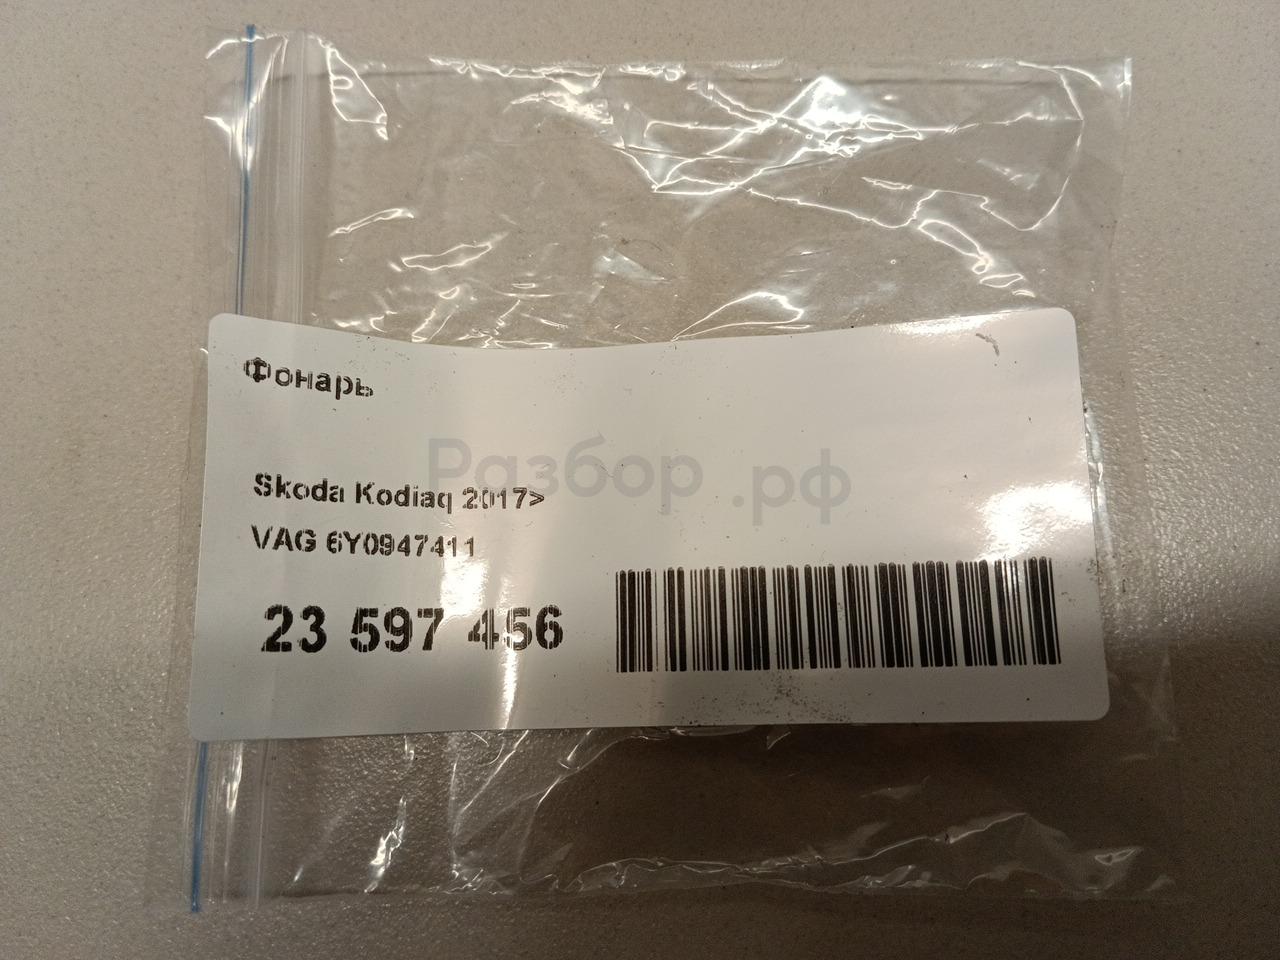 Фонарь
Разбор.рф
Skoda Kodiaq 2017>
VAG 6Y0947411
23 597 456